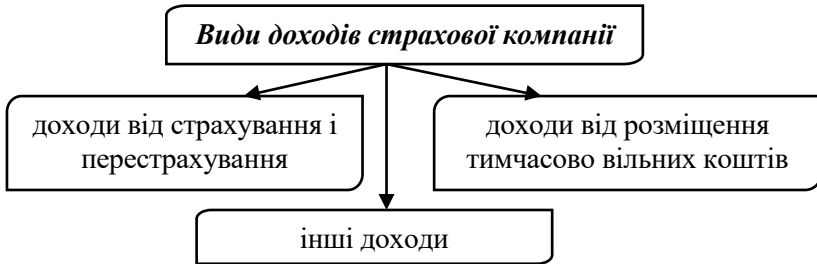 Види доходів страхової компанії
доходи від страхування і
перестрахування
доходи від розміщення
тимчасово вільних коштів
інші доходи